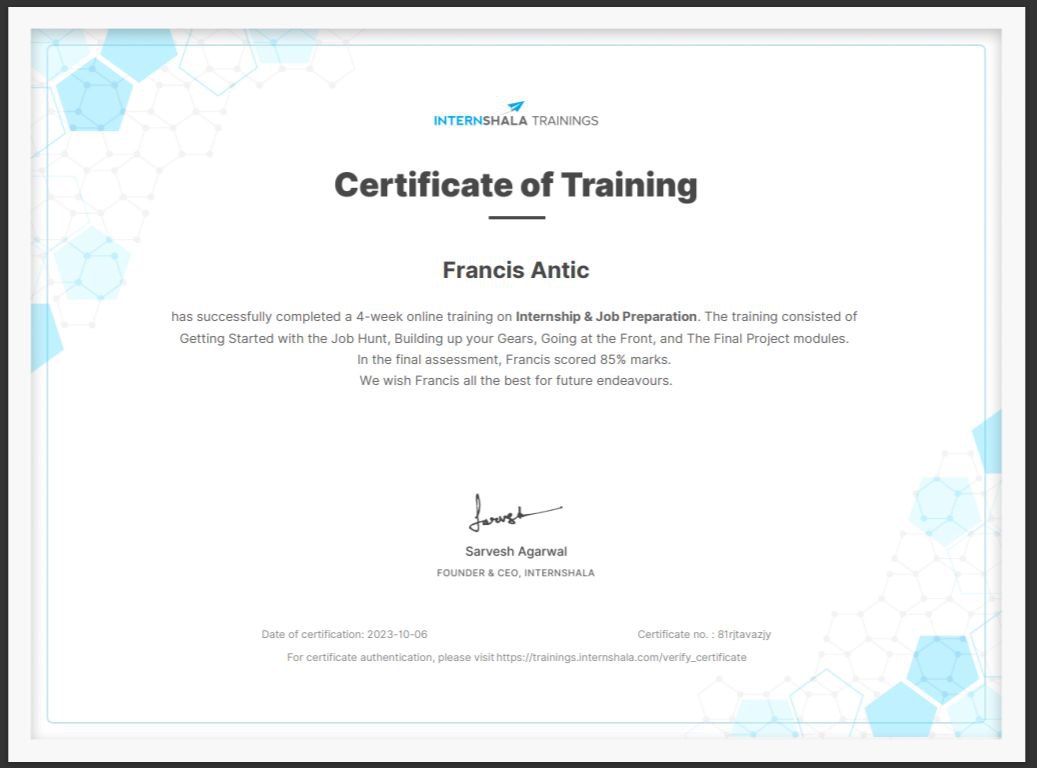 INTERNSHALA TRAININGS
Certificate of Training
Francis Antic
has successfully completed a 4-week online training on Internship & Job Preparation. The training consisted of
Getting Started with the Job Hunt, Building up your Gears, Going at the Front, and The Final Project modules.
In the final assessment, Francis scored 85% marks.
We wish Francis all the best for future endeavours.
Sarvesh
Sarvesh Agarwal
FOUNDER & CEO, INTERNSHALA
Date of certification: 2023-10-06
Certificate no. : 81rjtavazjy
For certificate authentication, please visit https://trainings.internshala.com/verify_certificate